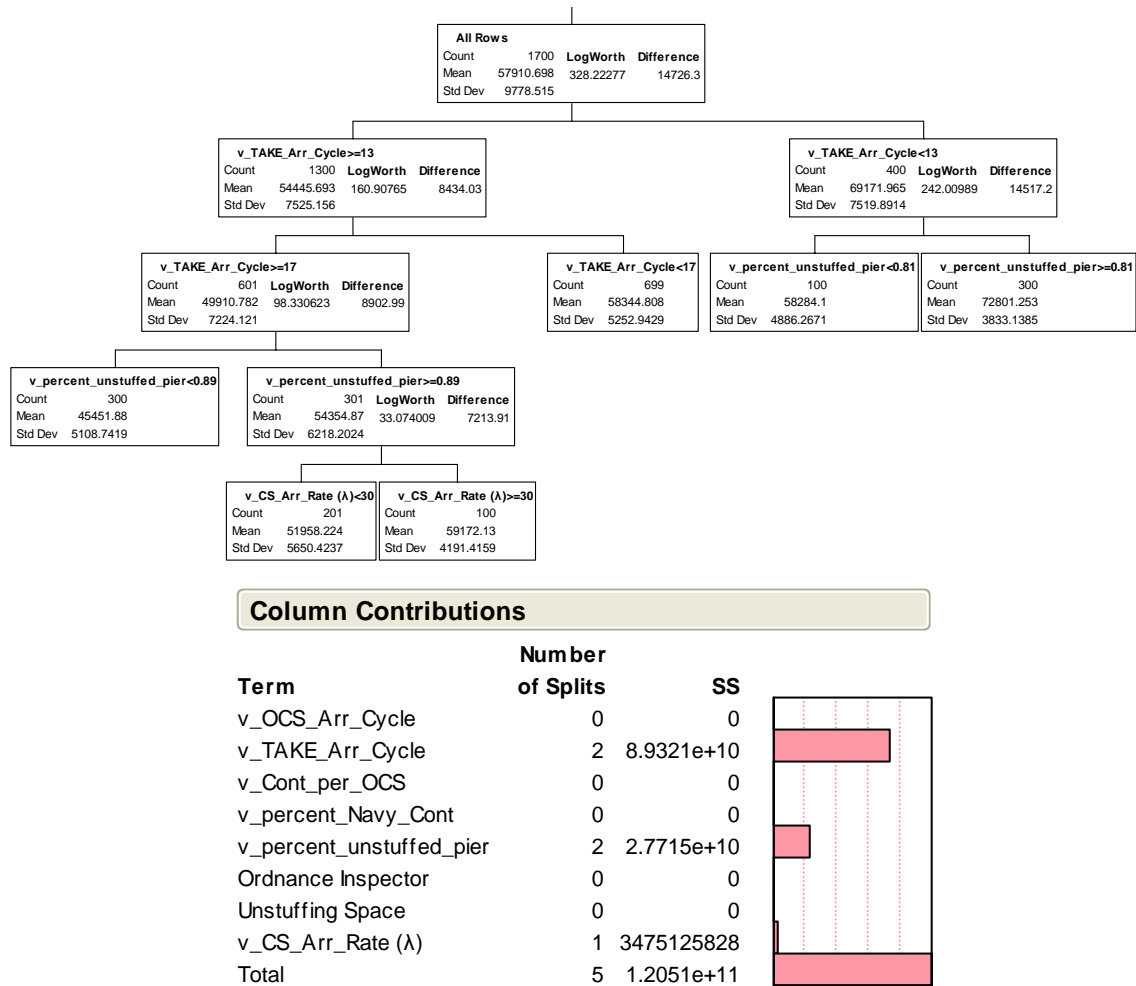 All Rows
Count 1700 LogWorth Difference
Mean 57910.698 328.22277 14726.3
Std Dev 9778.515
v_TAKE_Arr_Cycle>=13
Count 1300 LogWorth Difference
Mean 54445.693 160.90765 8434.03
Std Dev 7525.156
v_TAKE_Arr_Cycle<13
Count 400 LogWorth Difference
Mean 69171.965 242.00989 14517.2
Std Dev 7519.8914
v_TAKE_Arr_Cycle>=17
Count 601 LogWorth Difference
Mean 49910.782 98.330623 8902.99
Std Dev 7224.121
v_TAKE_Arr_Cycle<17
Count 699
Mean 58344.808
Std Dev 5252.9429
v_percent_unstuffed_pier<0.81
Count 100
Mean 58284.1
Std Dev 4886.2671
v_percent_unstuffed_pier>=0.81
Count 300
Mean 72801.253
Std Dev 3833.1385
v_percent_unstuffed_pier<0.89
Count 300
Mean 45451.88
Std Dev 5108.7419
v_percent_unstuffed_pier>=0.89
Count 301 LogWorth Difference
Mean 54354.87 33.074009 7213.91
Std Dev 6218.2024
v_CS_Arr_Rate (λ)<30
Count 201
Mean 51958.224
Std Dev 5650.4237
v_CS_Arr_Rate (λ)>=30
Count 100
Mean 59172.13
Std Dev 4191.4159
Column Contributions
Number
Term of Splits SS
v_OCS_Arr_Cycle 0 0
v_TAKE_Arr_Cycle 2 8.9321e+10
v_Cont_per_OCS 0 0
v_percent_Navy_Cont 0 0
v_percent_unstuffed_pier 2 2.7715e+10
Ordnance Inspector 0 0
Unstuffing Space 0 0
v_CS_Arr_Rate (λ) 1 3475125828
Total 5 1.2051e+11